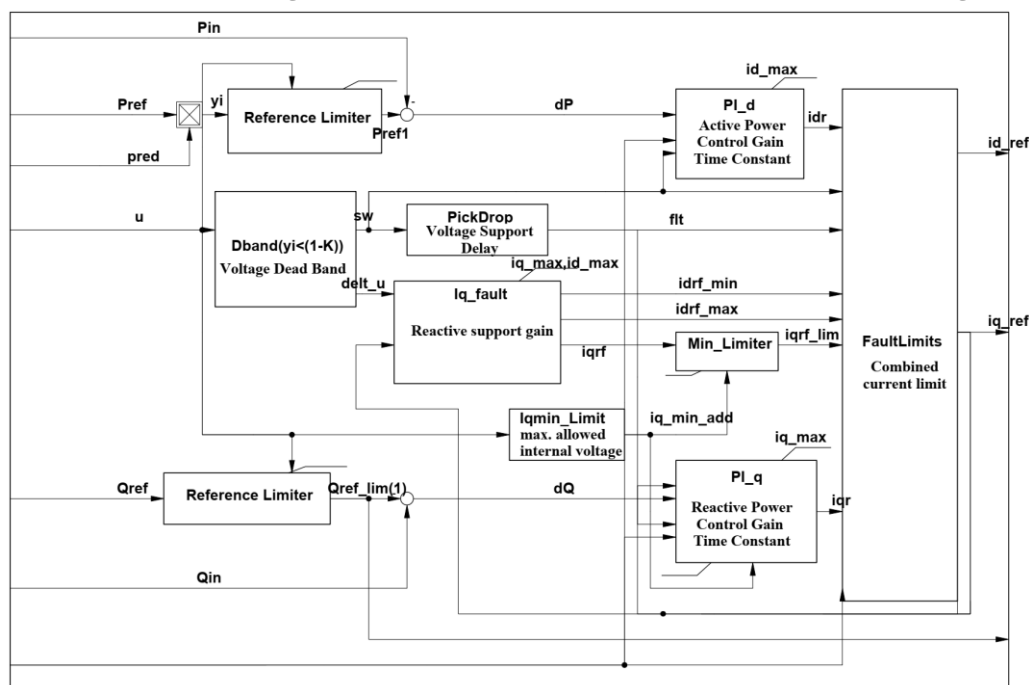 Pin
id_max
Pref
yi
Reference Limiter
Pref1
-
dP
PI_d
Active Power
Control Gain
Time Constant
idr
id_ref
pred
u
sw
Dband(yi<(1-K))
Voltage Dead Band
PickDrop
Voltage Support
Delay
flt
iq_max,id_max
delt_u
Iq_fault
Reactive support gain
idrf_min
idrf_max
iqrf
Min_Limiter
iqrf_lim
iq_ref
FaultLimits
Combined
current limit
Iqmin_Limit
max. allowed
internal voltage
iq_min_add
iq_max
Qref
Reference Limiter
Qref_lim(1)
dQ
PI_q
Reactive Power
Control Gain
Time Constant
iqr
Qin